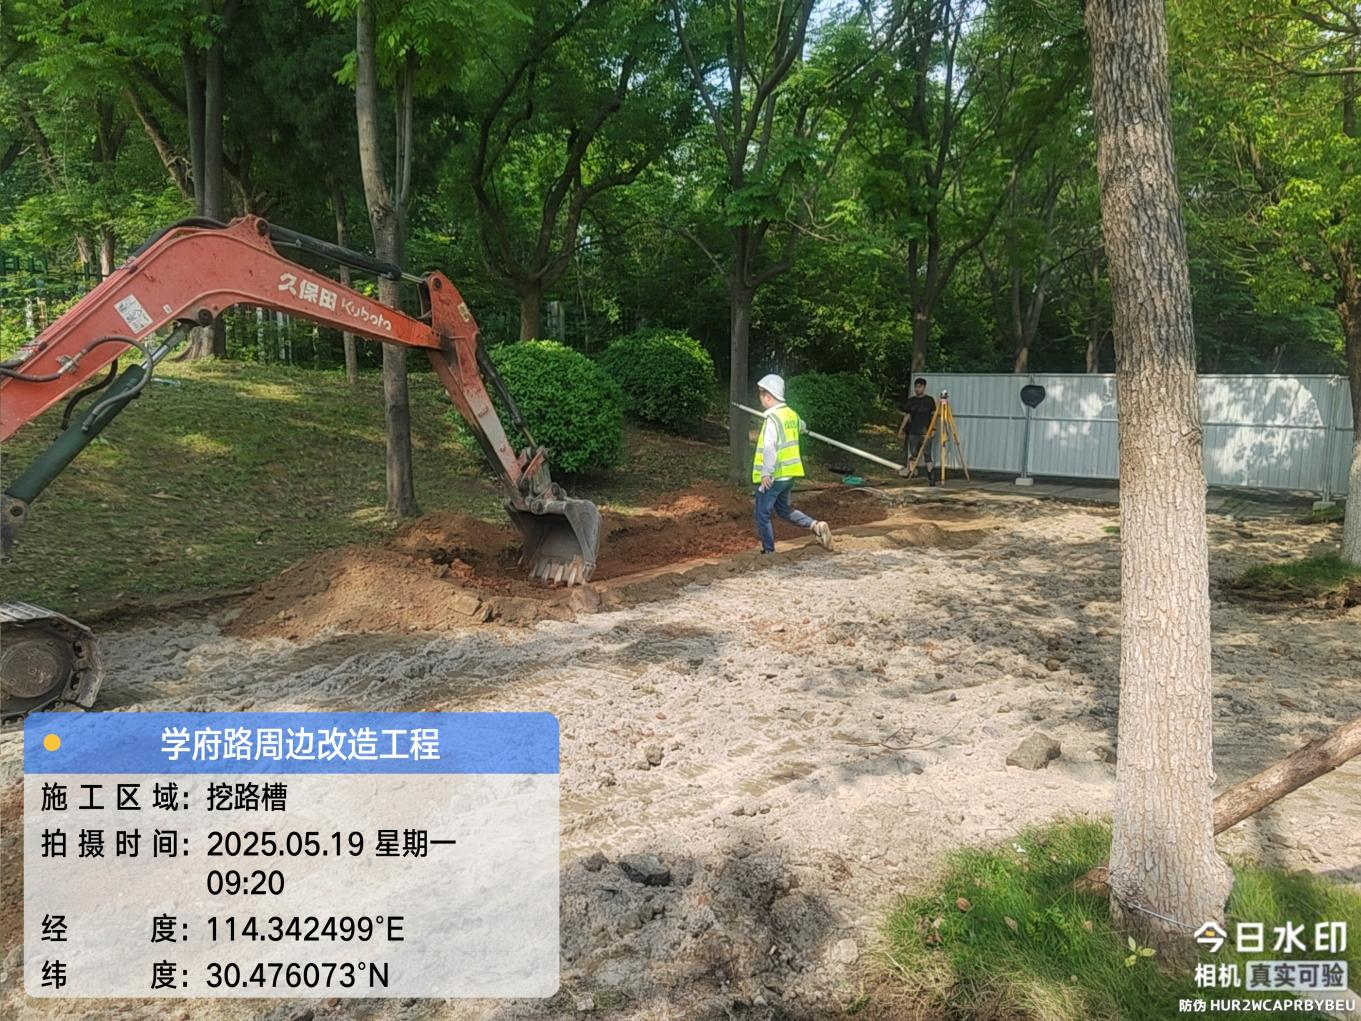 久保田 Kubota
学府路周边改造工程
施工区域：挖路槽
拍摄时间：2025.05.19 星期一
09:20
经度：114.342499°E
纬度：30.476073°N
今日水印
相机 真实可验
防伪 HUR2WCAPRBYBEU